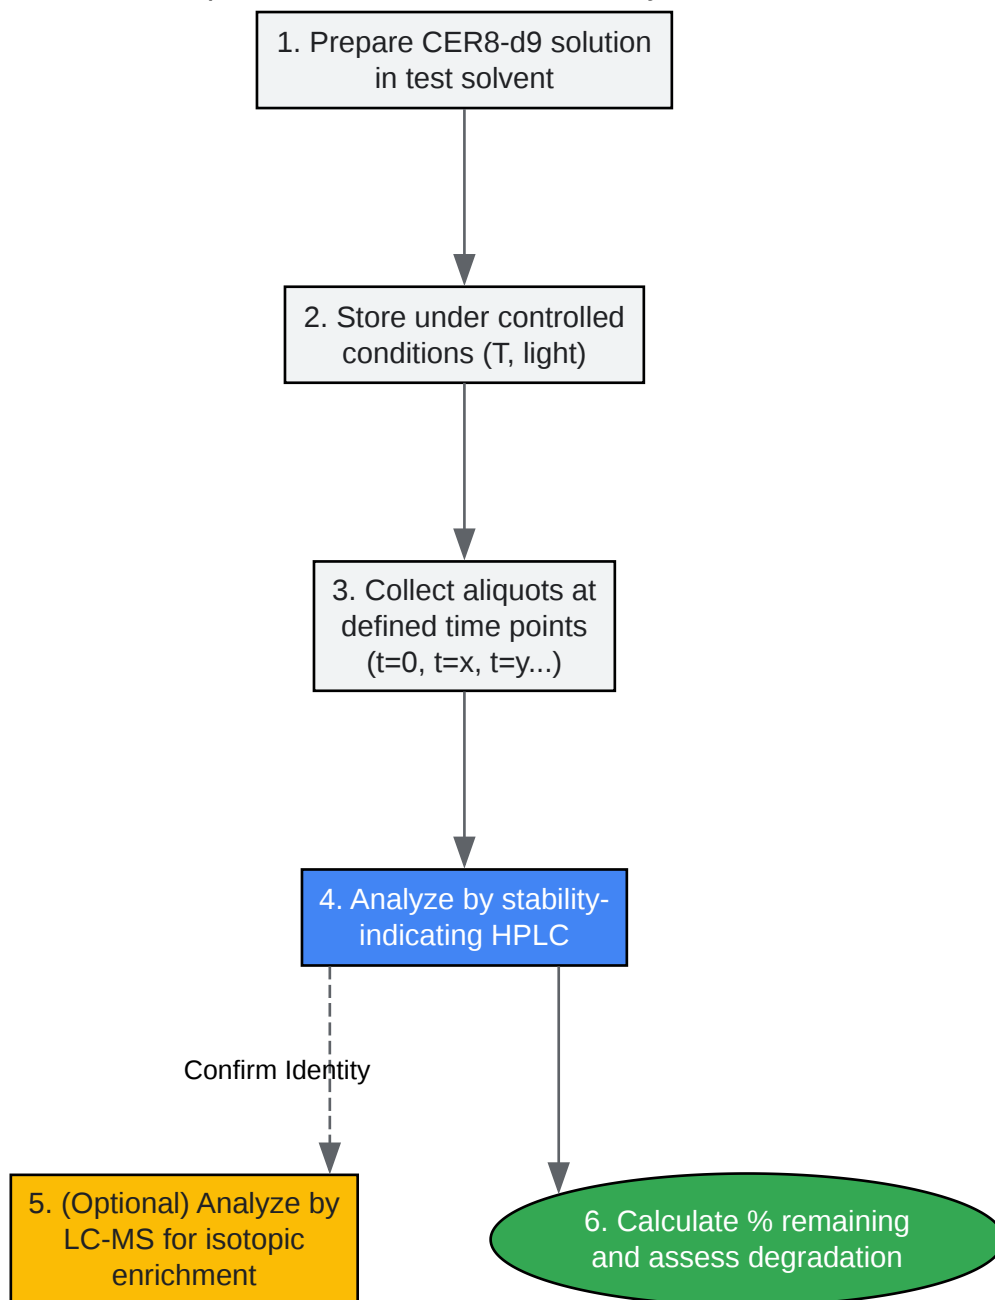 1. Prepare CER8-d9 solution
in test solvent
2. Store under controlled
conditions (T, light)
3. Collect aliquots at
defined time points
(t=0, t=x, t=y...)
4. Analyze by stability-
indicating HPLC
Confirm Identity
5. (Optional) Analyze by
LC-MS for isotopic
enrichment
6. Calculate % remaining
and assess degradation